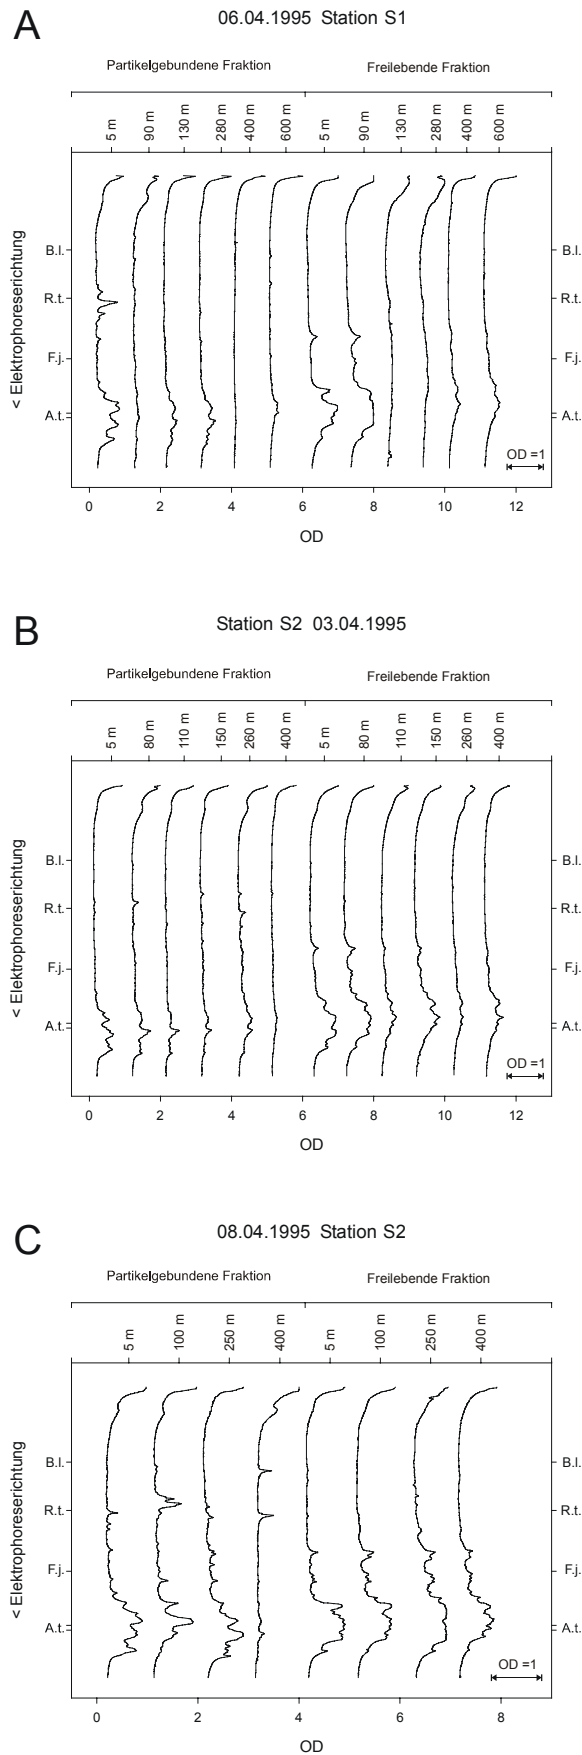 A
06.04.1995 Station S1
Partikelgebundene Fraktion Freilebende Fraktion
5 m 90 m 130 m 280 m 400 m 600 m 5 m 90 m 130 m 280 m 400 m 600 m
< Elektrophoreserichtung
B.l. B.l.
R.t. R.t.
F.j. F.j.
A.t. A.t.
OD =1
0 2 4 6 8 10 12
OD
B
Station S2 03.04.1995
Partikelgebundene Fraktion Freilebende Fraktion
5 m 80 m 110 m 150 m 260 m 400 m 5 m 80 m 110 m 150 m 260 m 400 m
< Elektrophoreserichtung
B.l. B.l.
R.t. R.t.
F.j. F.j.
A.t. A.t.
OD =1
0 2 4 6 8 10 12
OD
C
08.04.1995 Station S2
Partikelgebundene Fraktion Freilebende Fraktion
5 m 100 m 250 m 400 m 5 m 100 m 250 m 400 m
< Elektrophoreserichtung
B.l. B.l.
R.t. R.t.
F.j. F.j.
A.t. A.t.
OD =1
0 2 4 6 8
OD